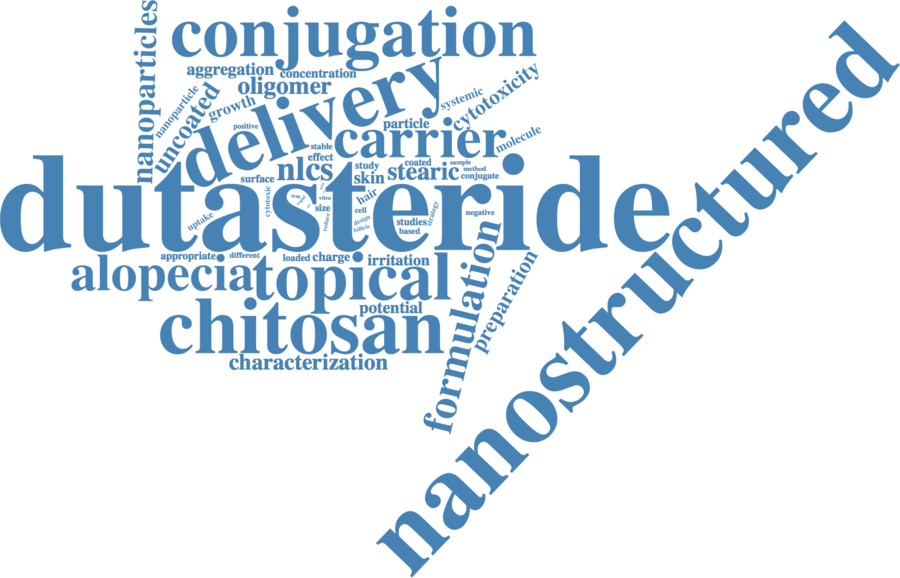 conjugation
nanoparticles
aggregation
concentration
oligomer
nanoparticle
uncoated
growth
delivery
systemic
cytotoxicity
positive
particle
carrier
molecule
stable
effect
nlcs
study
skin
coated
sample
stearic
method
conjugate
surface
dutasteride
nanostructured
cytotoxic
vitro
size
reduce
hair
cell
design
follicle
studies
based
strategy
negative
uptake
appropriate
different
loaded
charge
irritation
alopecia
topical
formulation
preparation
potential
chitosan
characterization